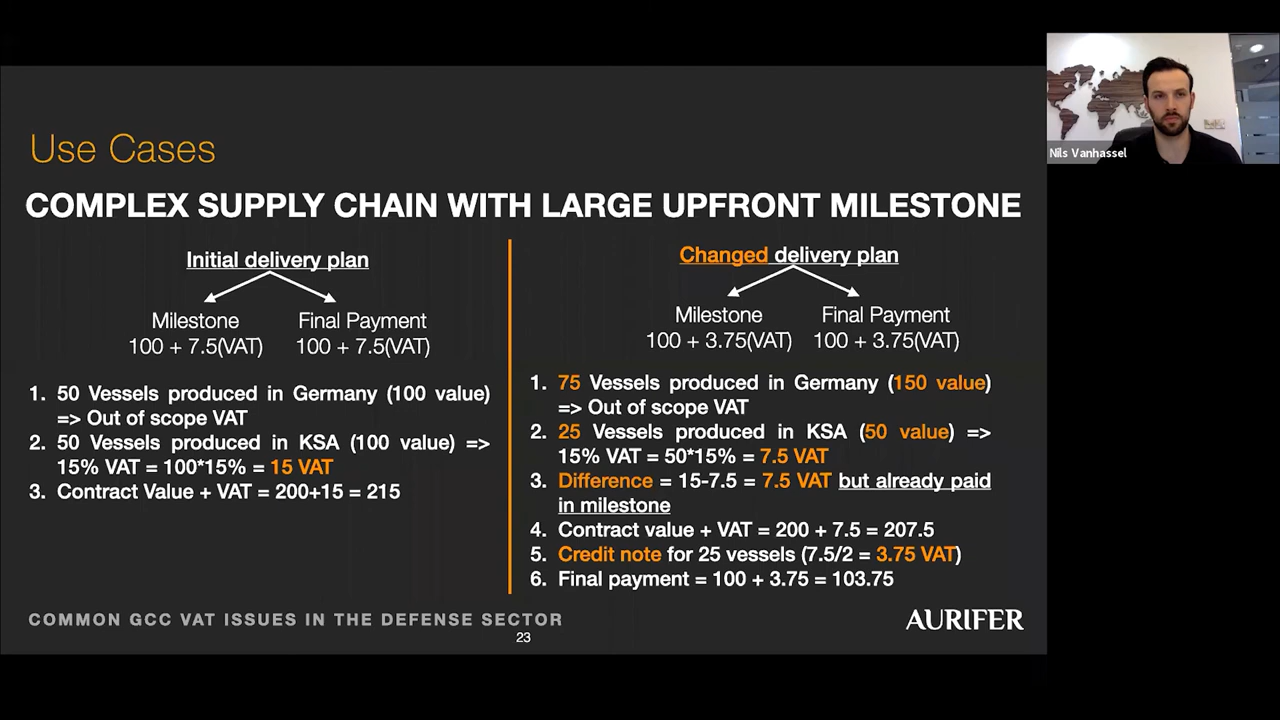 Use Cases
COMPLEX SUPPLY CHAIN WITH LARGE UPFRONT MILESTONE
Initial delivery plan
Milestone
100 + 7.5(VAT)
Final Payment
100 + 7.5(VAT)
1. 50 Vessels produced in Germany (100 value)
=> Out of scope VAT
2. 50 Vessels produced in KSA (100 value) =>
15% VAT = 100*15% = 15 VAT
3. Contract Value + VAT = 200+15 = 215
Changed delivery plan
Milestone
100 + 3.75(VAT)
Final Payment
100 + 3.75(VAT)
1. 75 Vessels produced in Germany (150 value)
=> Out of scope VAT
2. 25 Vessels produced in KSA (50 value) =>
15% VAT = 50*15% = 7.5 VAT
3. Difference = 15-7.5 = 7.5 VAT but already paid
in milestone
4. Contract value + VAT = 200 + 7.5 = 207.5
5. Credit note for 25 vessels (7.5/2 = 3.75 VAT)
6. Final payment = 100 + 3.75 = 103.75
COMMON GCC VAT ISSUES IN THE DEFENSE SECTOR
23
AURIFER
Nils Vanhassel